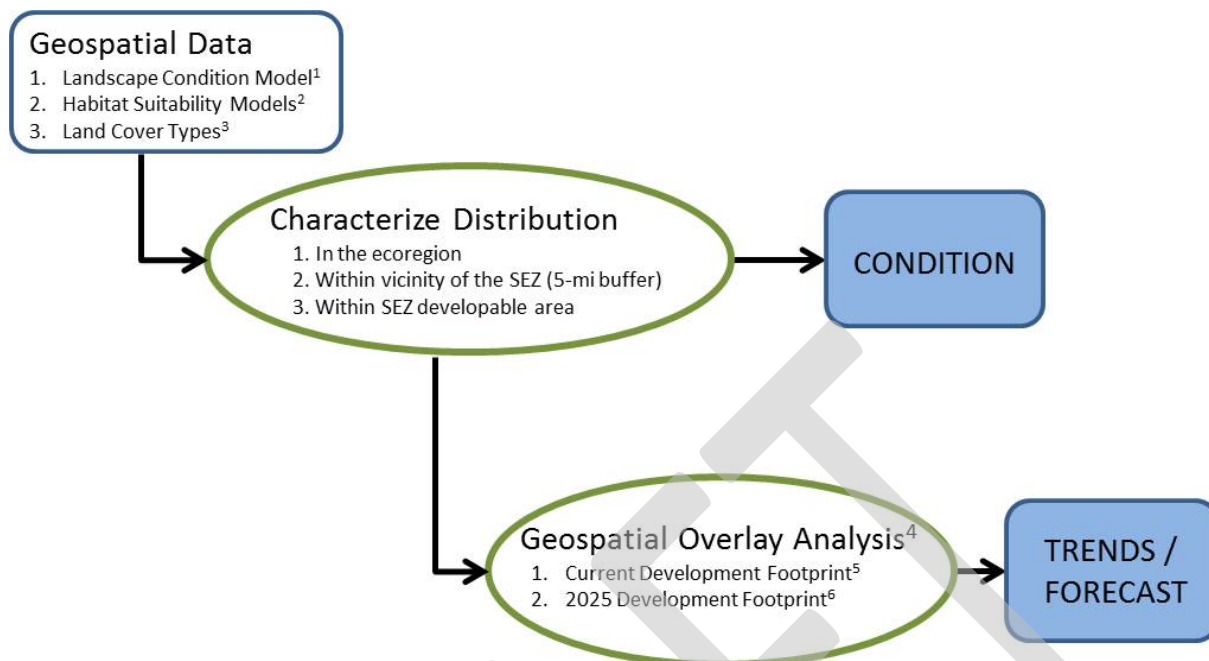 Geospatial Data
1. Landscape Condition Model1
2. Habitat Suitability Models2
3. Land Cover Types3
Characterize Distribution
1. In the ecoregion
2. Within vicinity of the SEZ (5-mi buffer)
3. Within SEZ developable area
CONDITION
Geospatial Overlay Analysis4
1. Current Development Footprint5
2. 2025 Development Footprint6
TRENDS /
FORECAST